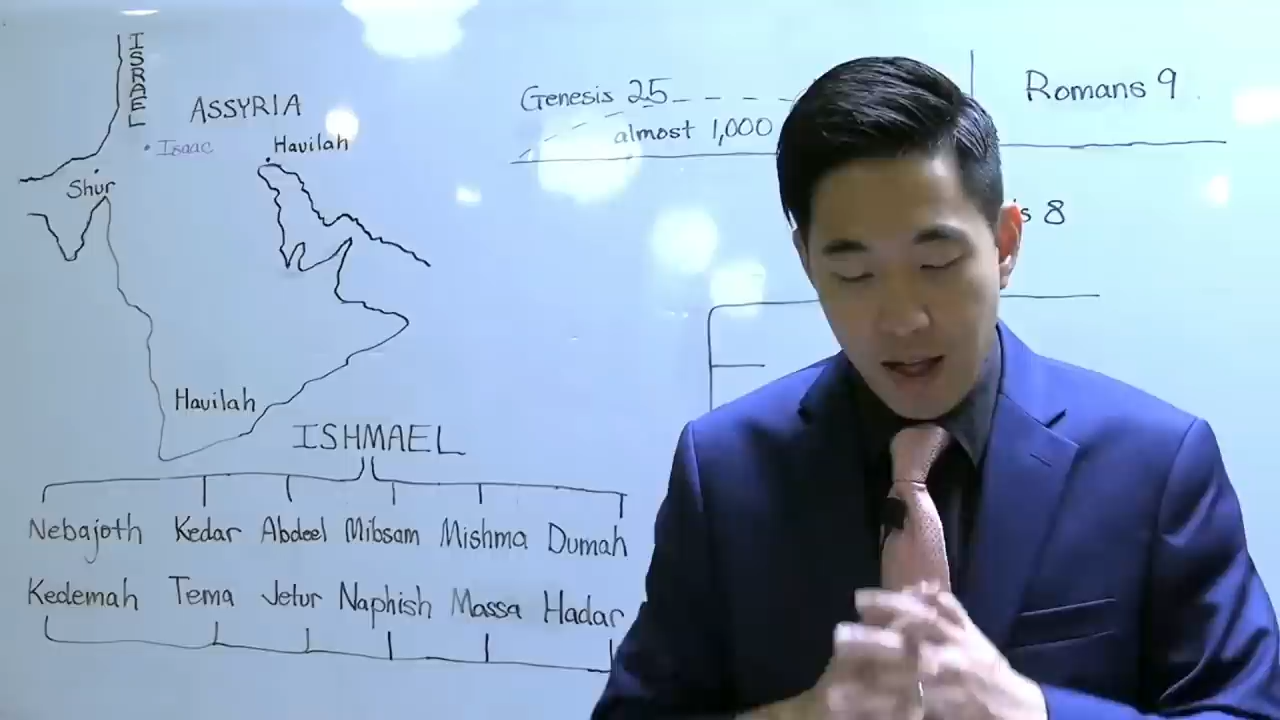 ISRAEL
ASSYRIA
Isaac
Havilah
Shur
Havilah
ISHMAEL
Nebajoth Kedar Abdeel Mibsam Mishma Dumah
Kedemah Tema Jetur Naphish Massa Hadar
Genesis 25
almost 1,000
Romans 9
8